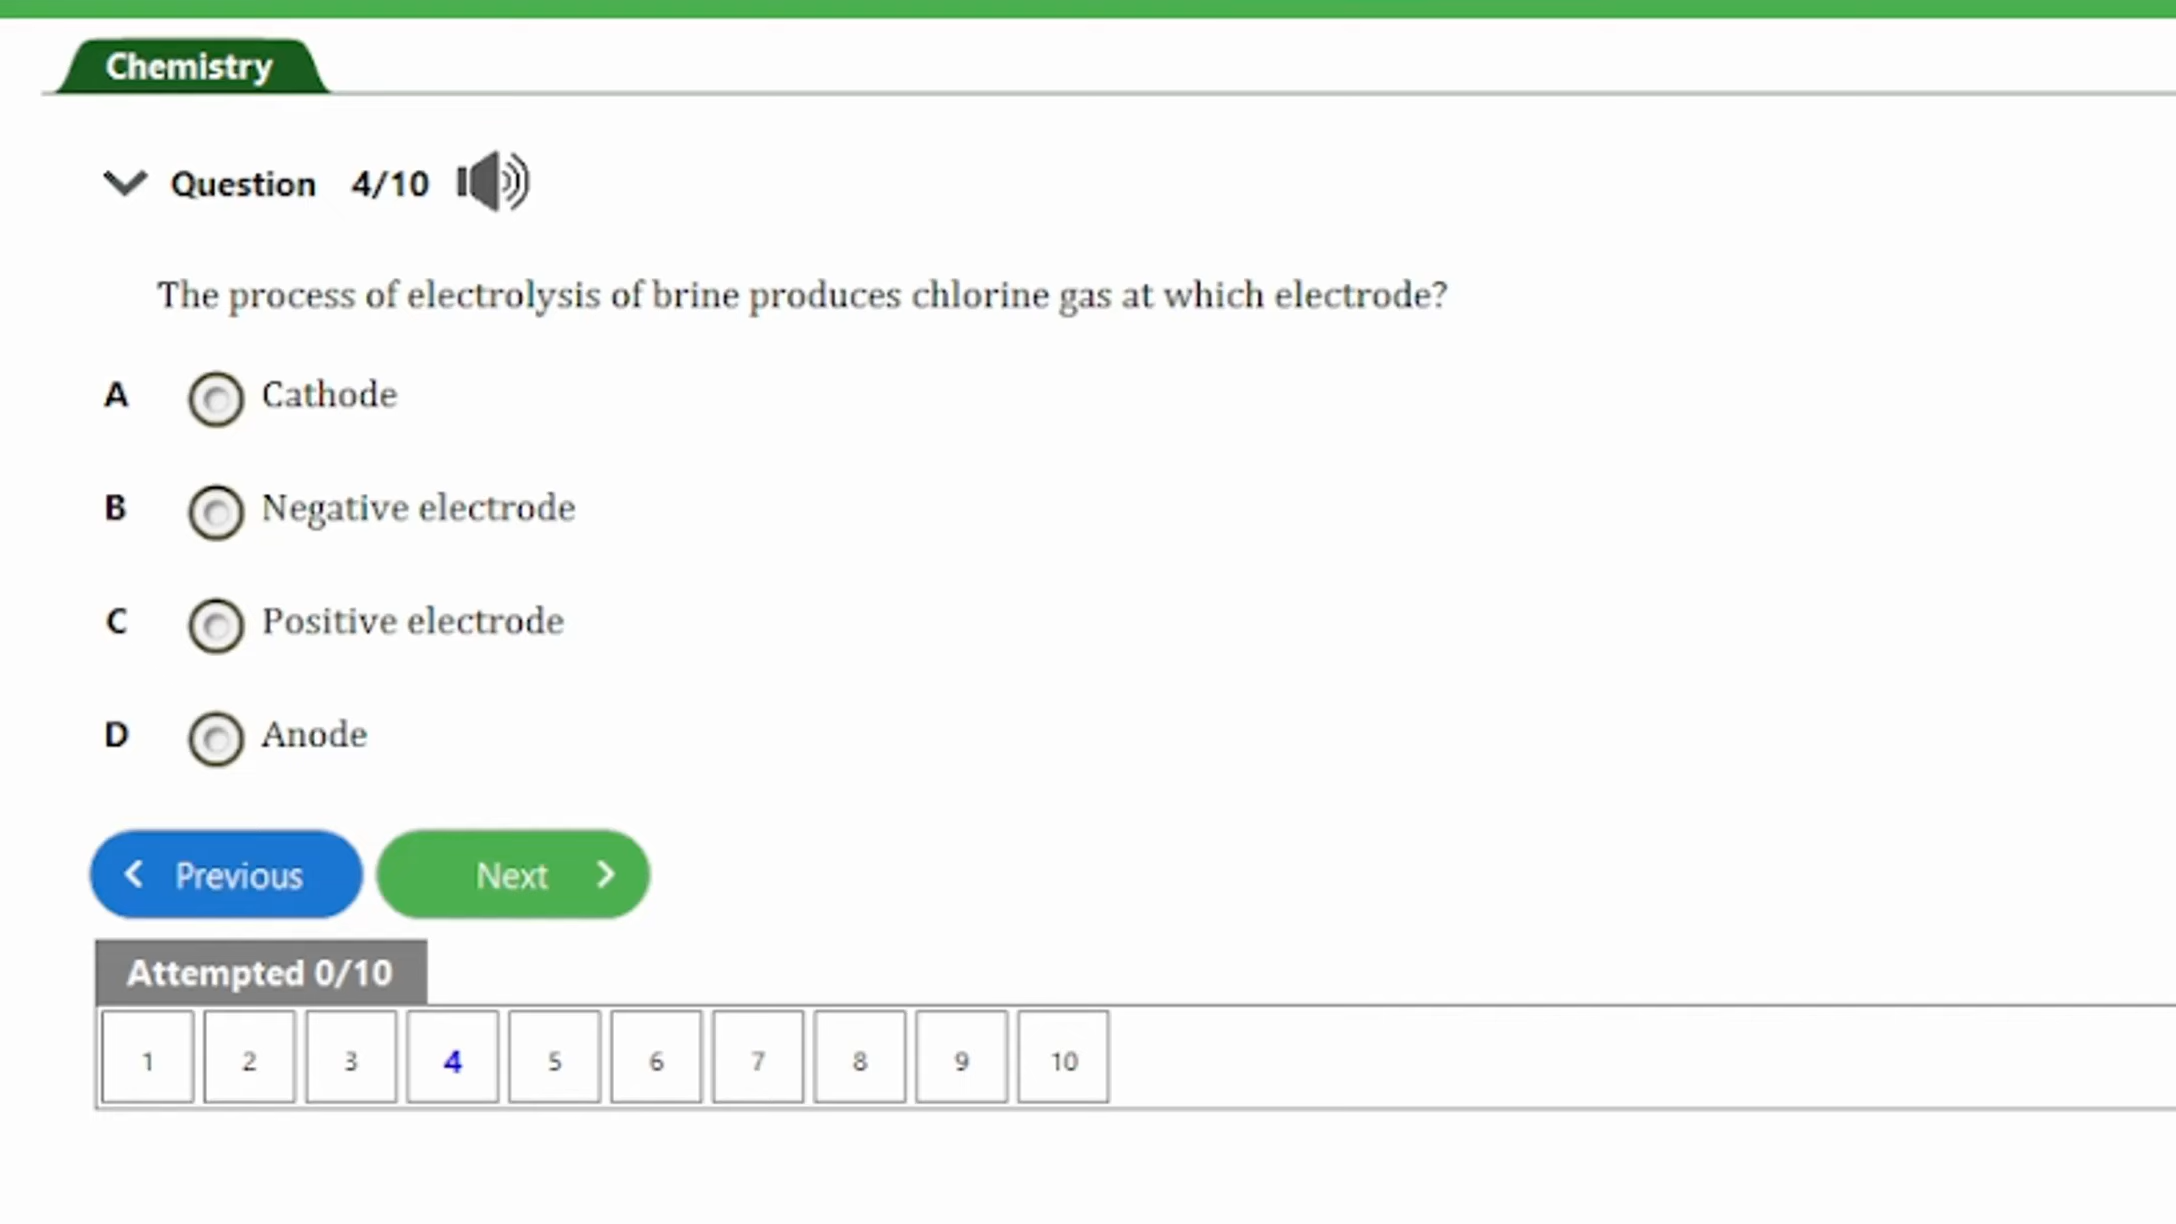 Chemistry
Question 4/10
The process of electrolysis of brine produces chlorine gas at which electrode?
A Cathode
B Negative electrode
C Positive electrode
D Anode
Previous Next
Attempted 0/10
1 2 3 4 5 6 7 8 9 10